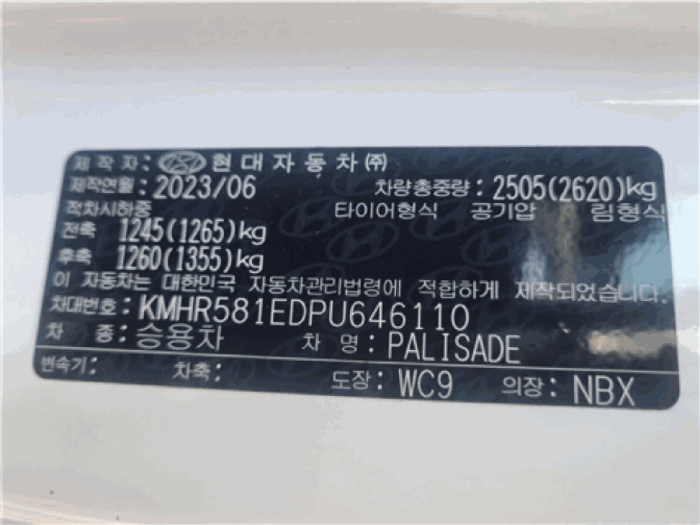 제작자: 현대자동차㈜
제작연월: 2023/06 차량총중량: 2505(2620)kg
적차시하중 타이어형식 공기압 림형식
전축 1245(1265)kg
후축 1260(1355)kg
이 자동차는 대한민국 자동차관리법령에 적합하게 제작되었습니다.
차대번호: KMHR581EDPU646110
차종: 승용차 차명: PALISADE
변속기: 차축: 도장: WC9 의장: NBX